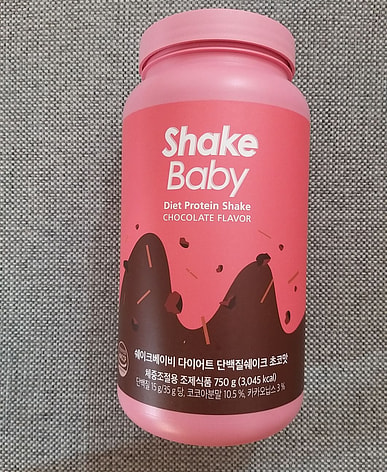 Shake
Baby
Diet Protein Shake
CHOCOLATE FLAVOR
쉐이크베이비 다이어트 단백질쉐이크 초코맛
체중조절용 조제식품 750 g (3,045 kcal)
단백질 15 g/35 g 당, 코코아분말 10.5 %, 카카오닙스 3 %